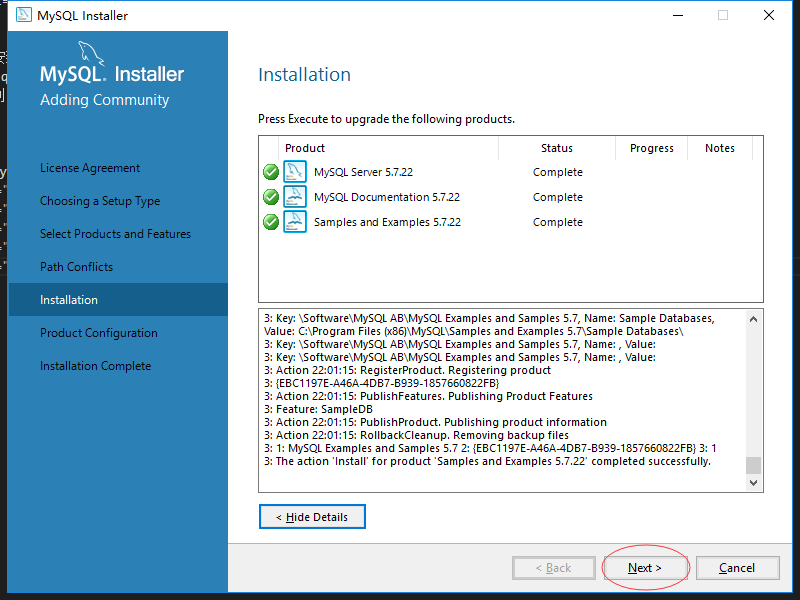 MySQL Installer
MySQL. Installer
Adding Community
License Agreement
Choosing a Setup Type
Select Products and Features
Path Conflicts
Installation
Product Configuration
Installation Complete
Installation
Press Execute to upgrade the following products.
Product Status Progress Notes
MySQL Server 5.7.22 Complete
MySQL Documentation 5.7.22 Complete
Samples and Examples 5.7.22 Complete
3: Key: \Software\MySQL AB\MySQL Examples and Samples 5.7, Name: Sample Databases,
Value: C:\Program Files (x86)\MySQL\Samples and Examples 5.7\Sample Databases\
3: Key: \Software\MySQL AB\MySQL Examples and Samples 5.7, Name: , Value:
3: Key: \Software\MySQL AB\MySQL Examples and Samples 5.7, Name: , Value:
3: Action 22:01:15: RegisterProduct. Registering product
3: {EBC1197E-A46A-4DB7-B939-1857660822FB}
3: Action 22:01:15: PublishFeatures. Publishing Product Features
3: Feature: SampleDB
3: Action 22:01:15: PublishProduct. Publishing product information
3: Action 22:01:15: RollbackCleanup. Removing backup files
3: 1: MySQL Examples and Samples 5.7 2: {EBC1197E-A46A-4DB7-B939-1857660822FB} 3: 1
3: The action 'Install' for product 'Samples and Examples 5.7.22' completed successfully.
< Hide Details
< Back Next > Cancel